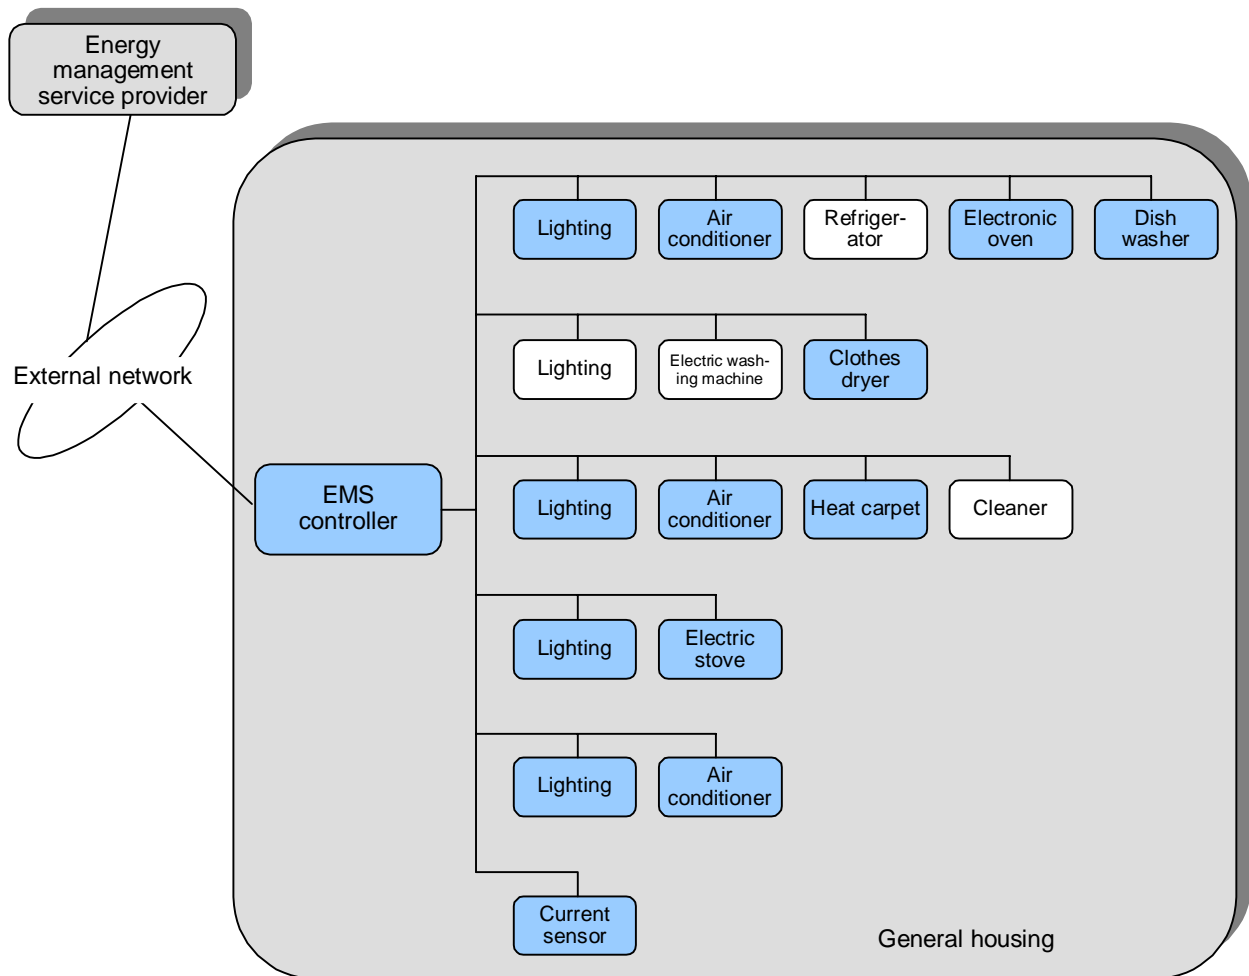 Energy
management
service provider
Lighting
Air
conditioner
Refriger-
ator
Electronic
oven
Dish
washer
External network
Lighting
Electric wash-
ing machine
Clothes
dryer
EMS
controller
Lighting
Air
conditioner
Heat carpet
Cleaner
Lighting
Electric
stove
Lighting
Air
conditioner
Current
sensor
General housing